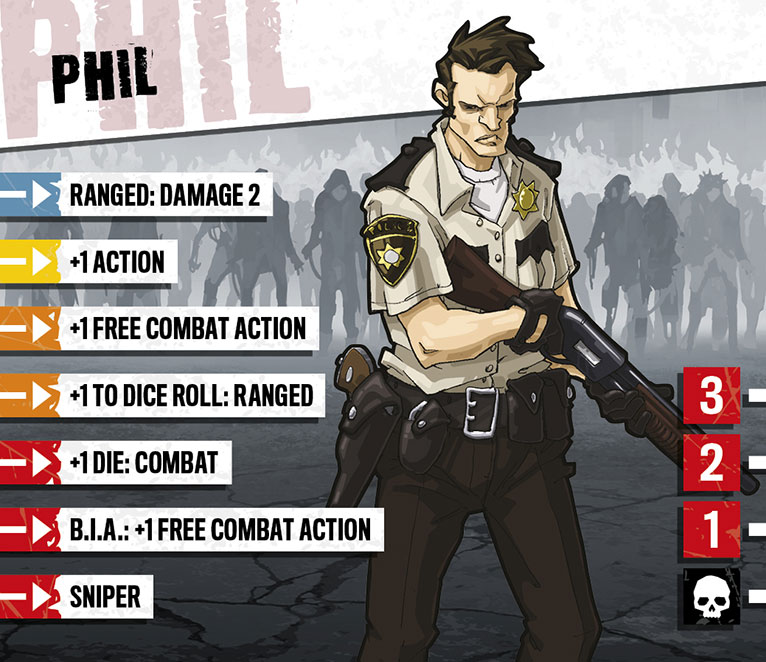 PHIL
PHIL
RANGED: DAMAGE 2
+1 ACTION
+1 FREE COMBAT ACTION
+1 TO DICE ROLL: RANGED
+1 DIE: COMBAT
B.I.A.: +1 FREE COMBAT ACTION
SNIPER
3
2
1